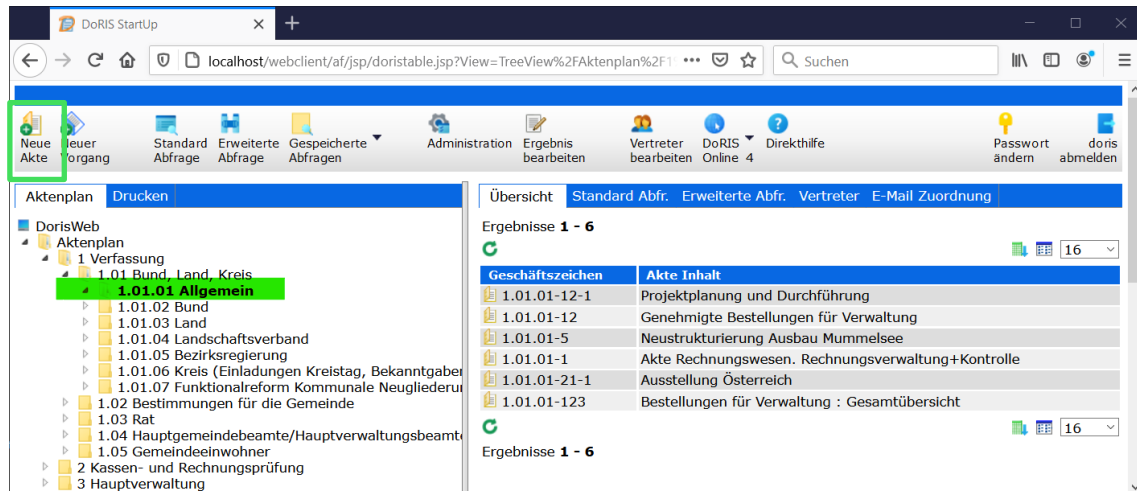 DoRIS StartUp
localhost/webclient/af/jsp/doristable.jsp?View=TreeView%2FAktenplan%2F1
Suchen
Neue Akte
Neuer Vorgang
Standard Abfrage
Erweiterte Abfrage
Gespeicherte Abfragen
Administration
Ergebnis bearbeiten
Vertreter bearbeiten
DoRIS Online 4
Direkthilfe
Passwort ändern
doris abmelden
Aktenplan Drucken
DorisWeb
Aktenplan
1 Verfassung
1.01 Bund, Land, Kreis
1.01.01 Allgemein
1.01.02 Bund
1.01.03 Land
1.01.04 Landschaftsverband
1.01.05 Bezirksregierung
1.01.06 Kreis (Einladungen Kreistag, Bekanntgaben
1.01.07 Funktionalreform Kommunale Neugliederun
1.02 Bestimmungen für die Gemeinde
1.03 Rat
1.04 Hauptgemeindebeamte/Hauptverwaltungsbeamte
1.05 Gemeindeeinwohner
2 Kassen- und Rechnungsprüfung
3 Hauptverwaltung
Übersicht Standard Abfr. Erweiterte Abfr. Vertreter E-Mail Zuordnung
Ergebnisse 1 - 6
16
Geschäftszeichen Akte Inhalt
1.01.01-12-1 Projektplanung und Durchführung
1.01.01-12 Genehmigte Bestellungen für Verwaltung
1.01.01-5 Neustrukturierung Ausbau Mummelsee
1.01.01-1 Akte Rechnungswesen. Rechnungsverwaltung+Kontrolle
1.01.01-21-1 Ausstellung Österreich
1.01.01-123 Bestellungen für Verwaltung : Gesamtübersicht
16
Ergebnisse 1 - 6